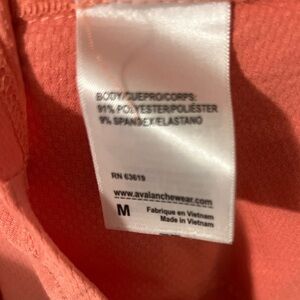 BODY/CUERPO/CORPS:
91% POLYESTER/POLIÉSTER
9% SPANDEX/ELASTANO
RN 63619
www.avalanchewear.com
M
Fabrique en Vietnam
Made in Vietnam